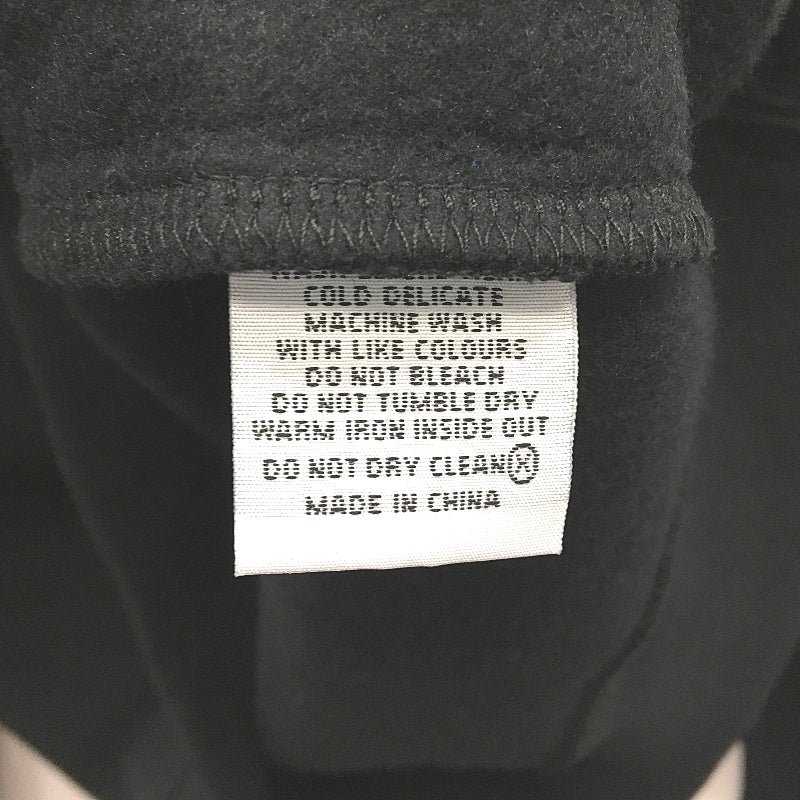 COLD DELICATE
MACHINE WASH
WITH LIKE COLOURS
DO NOT BLEACH
DO NOT TUMBLE DRY
WARM IRON INSIDE OUT
DO NOT DRY CLEAN
MADE IN CHINA